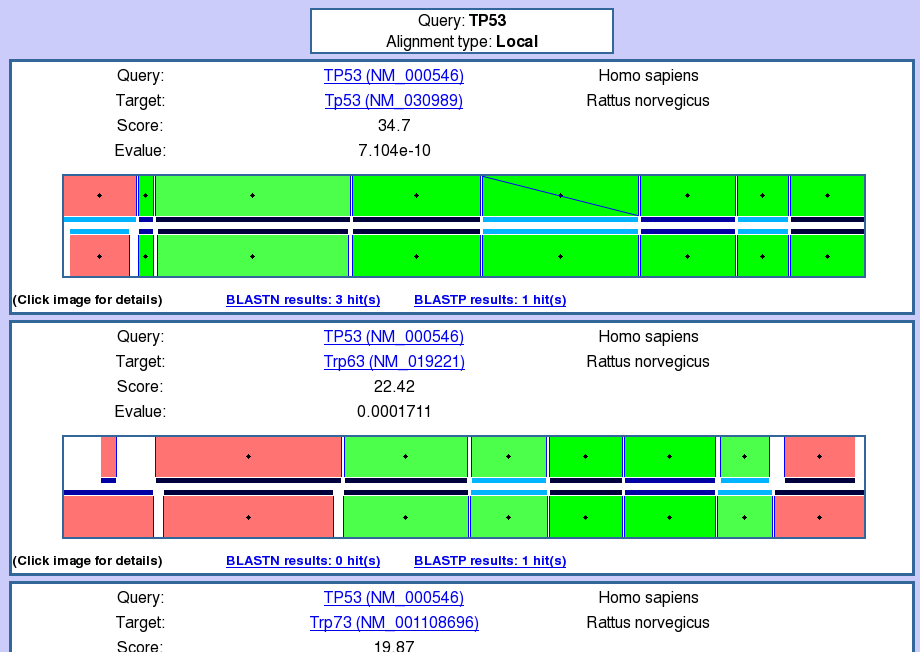 Query: TP53
Alignment type: Local
Query: TP53 (NM_000546) Homo sapiens
Target: Tp53 (NM_030989) Rattus norvegicus
Score: 34.7
Evalue: 7.104e-10
(Click image for details) BLASTN results: 3 hit(s) BLASTP results: 1 hit(s)
Query: TP53 (NM_000546) Homo sapiens
Target: Trp63 (NM_019221) Rattus norvegicus
Score: 22.42
Evalue: 0.0001711
(Click image for details) BLASTN results: 0 hit(s) BLASTP results: 1 hit(s)
Query: TP53 (NM_000546) Homo sapiens
Target: Trp73 (NM_001108696) Rattus norvegicus
Score: 19.87